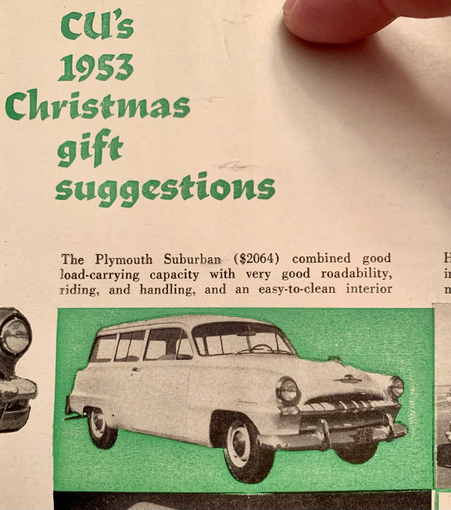 CU's
1953
Christmas
gift
suggestions
The Plymouth Suburban ($2064) combined good
load-carrying capacity with very good roadability,
riding, and handling, and an easy-to-clean interior